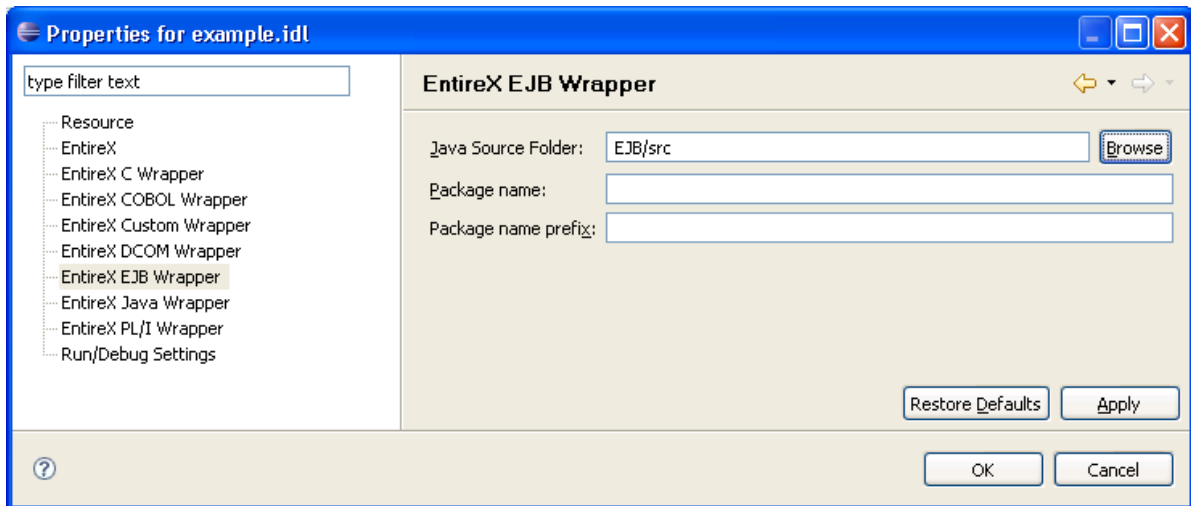 Properties for example.idl
type filter text
Resource
EntireX
EntireX C Wrapper
EntireX COBOL Wrapper
EntireX Custom Wrapper
EntireX DCOM Wrapper
EntireX EJB Wrapper
EntireX Java Wrapper
EntireX PL/I Wrapper
Run/Debug Settings
EntireX EJB Wrapper
Java Source Folder: EJB/src Browse
Package name:
Package name prefix:
Restore Defaults Apply
? OK Cancel